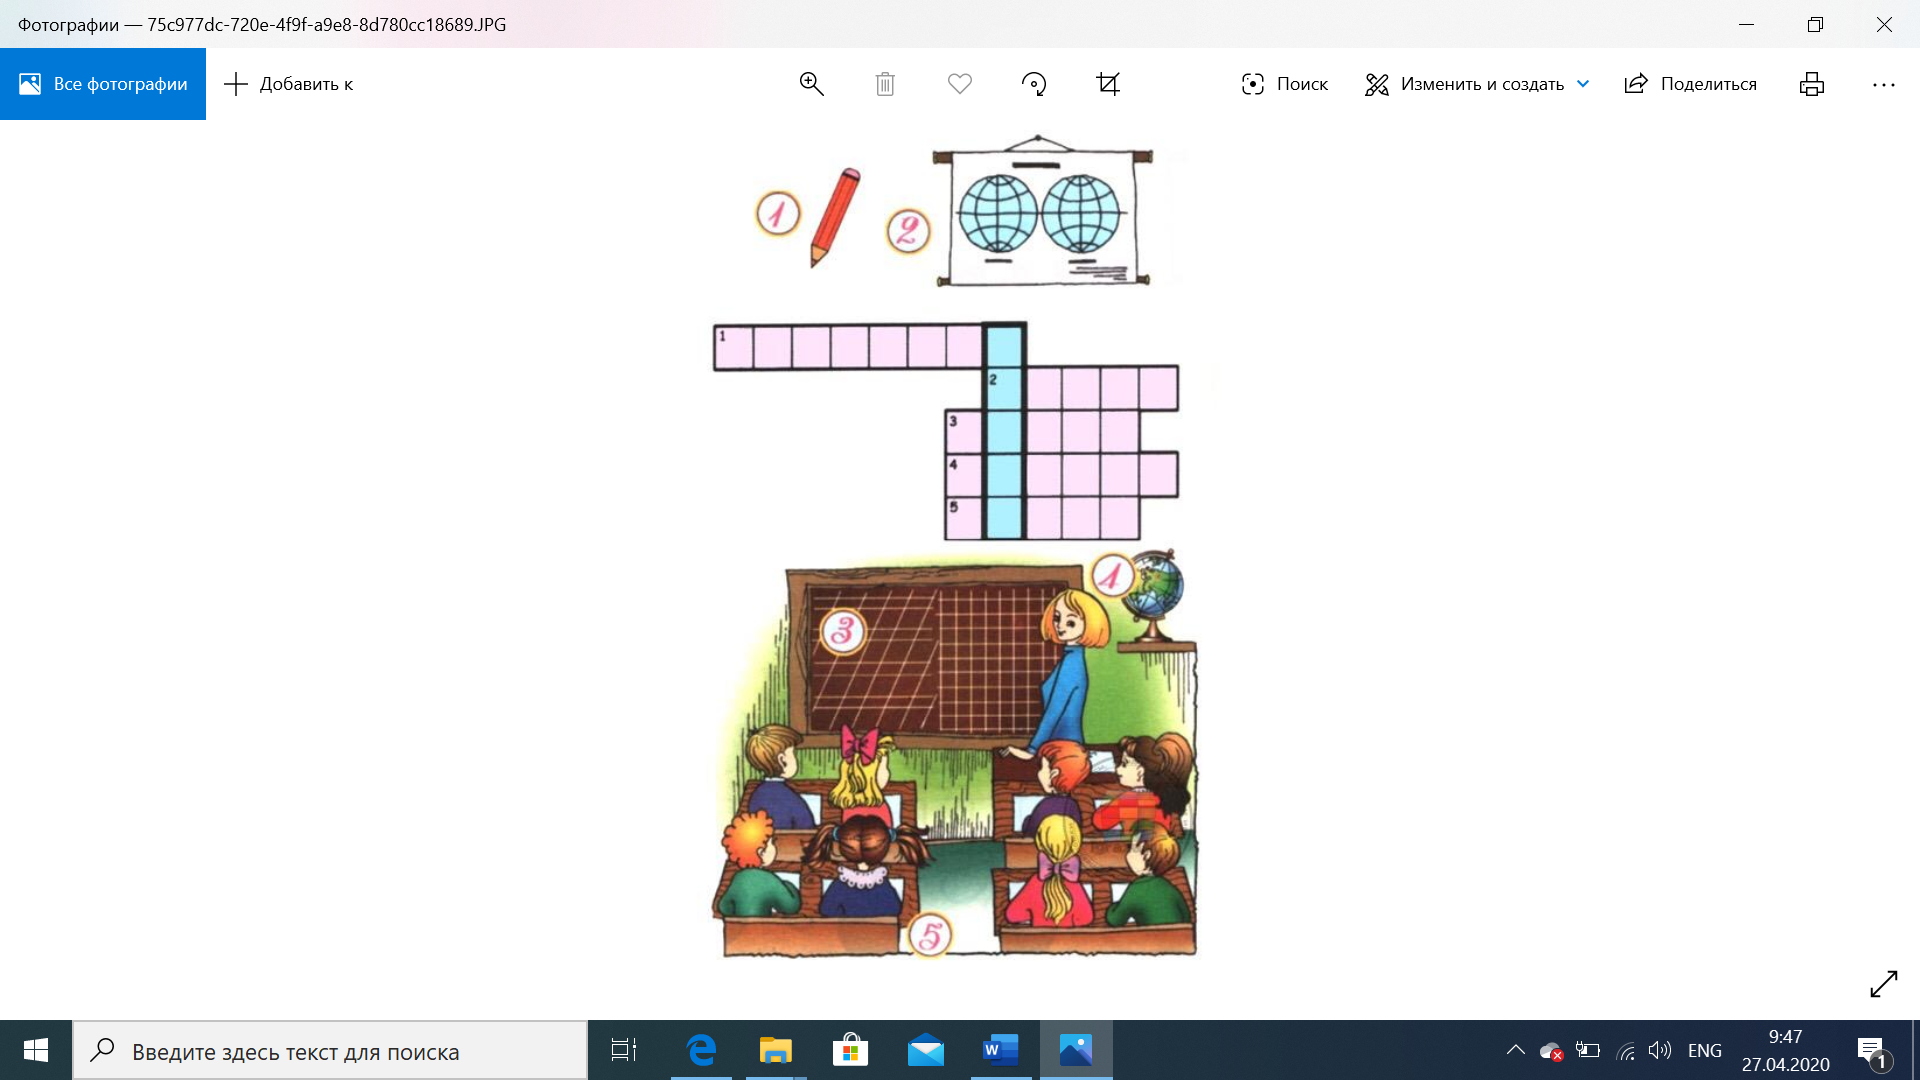 Фотографии — 75c977dc-720e-4f9f-a9e8-8d780cc18689.JPG
Все фотографии
Добавить к
Поиск
Изменить и создать
Поделиться
1
2
1
2
3
4
5
4
3
5
Введите здесь текст для поиска
W
ENG
9:47
27.04.2020
1